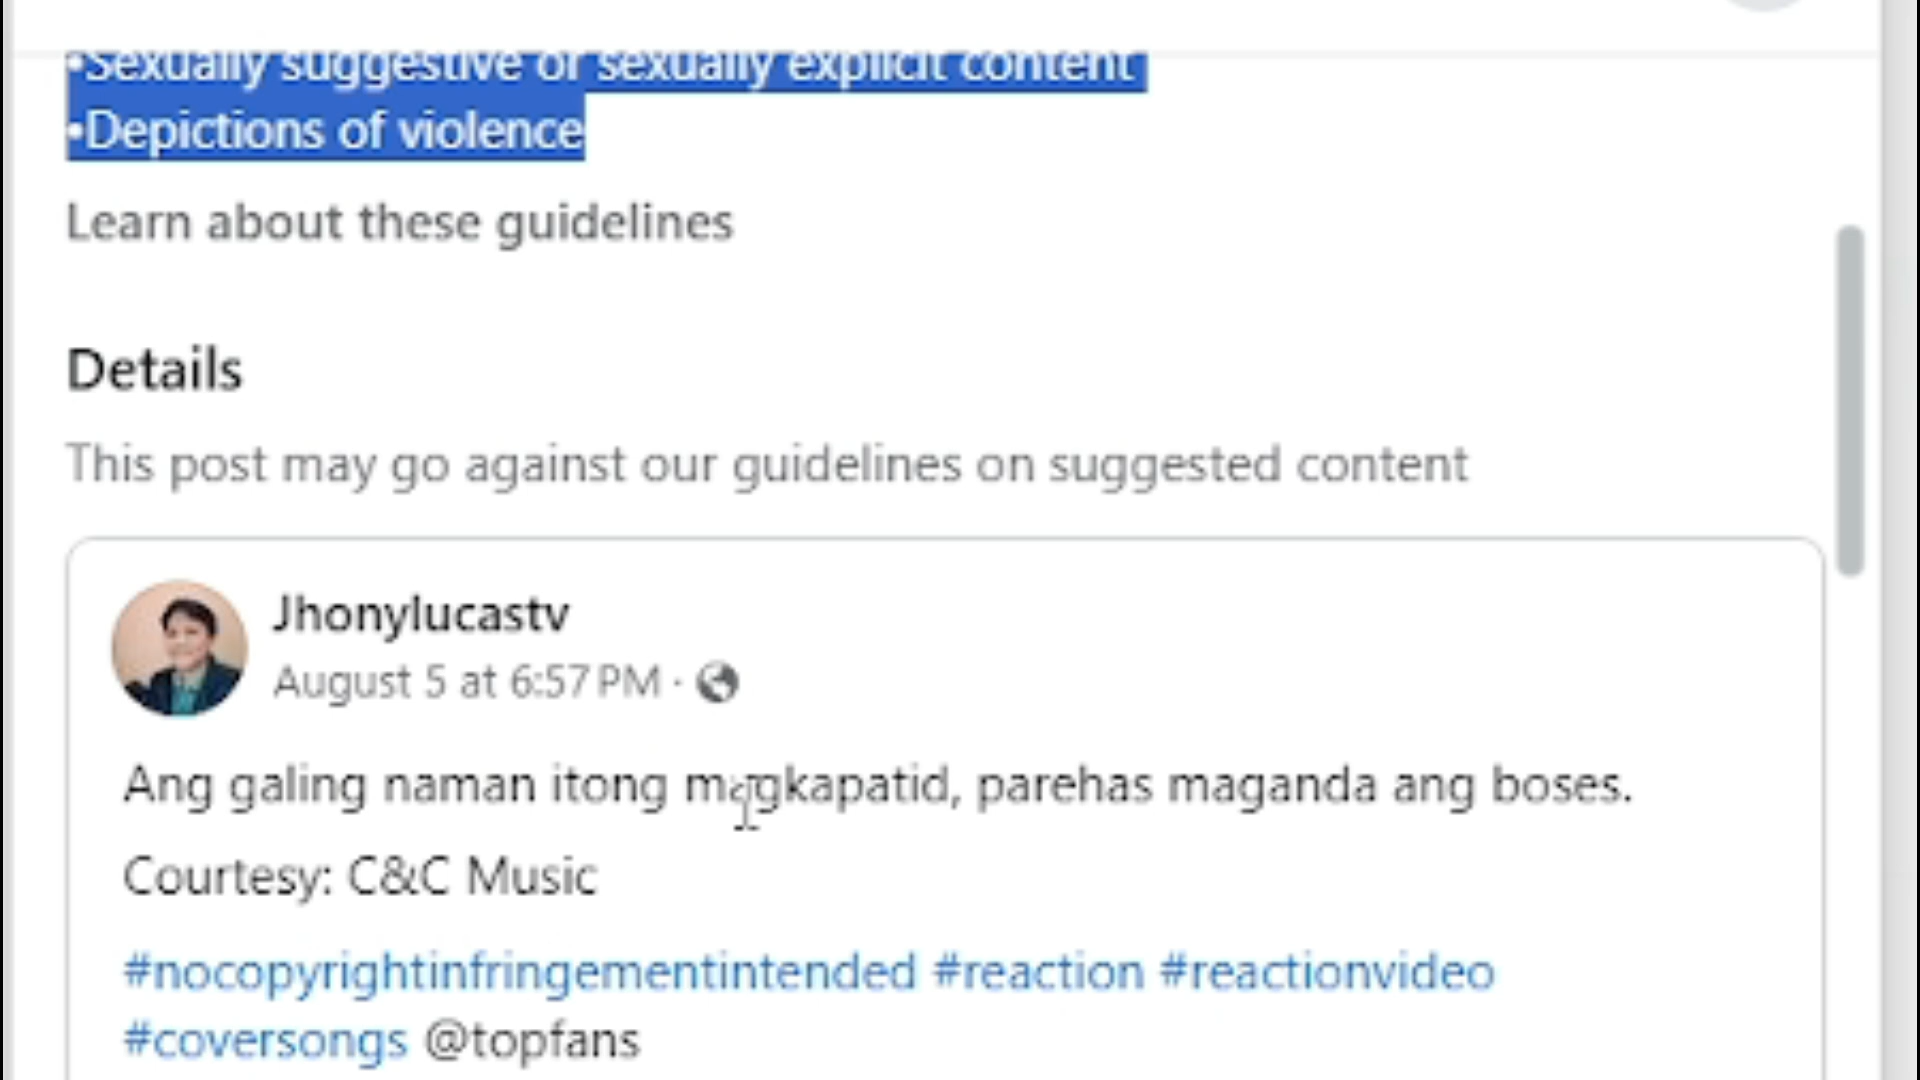 •Sexually suggestive or sexually explicit content
•Depictions of violence
Learn about these guidelines
Details
This post may go against our guidelines on suggested content
Jhonylucastv
August 5 at 6:57 PM ·
Ang galing naman itong magkapatid, parehas maganda ang boses.
Courtesy: C&C Music
#nocopyrightinfringementintended #reaction #reactionvideo
#coversongs @topfans